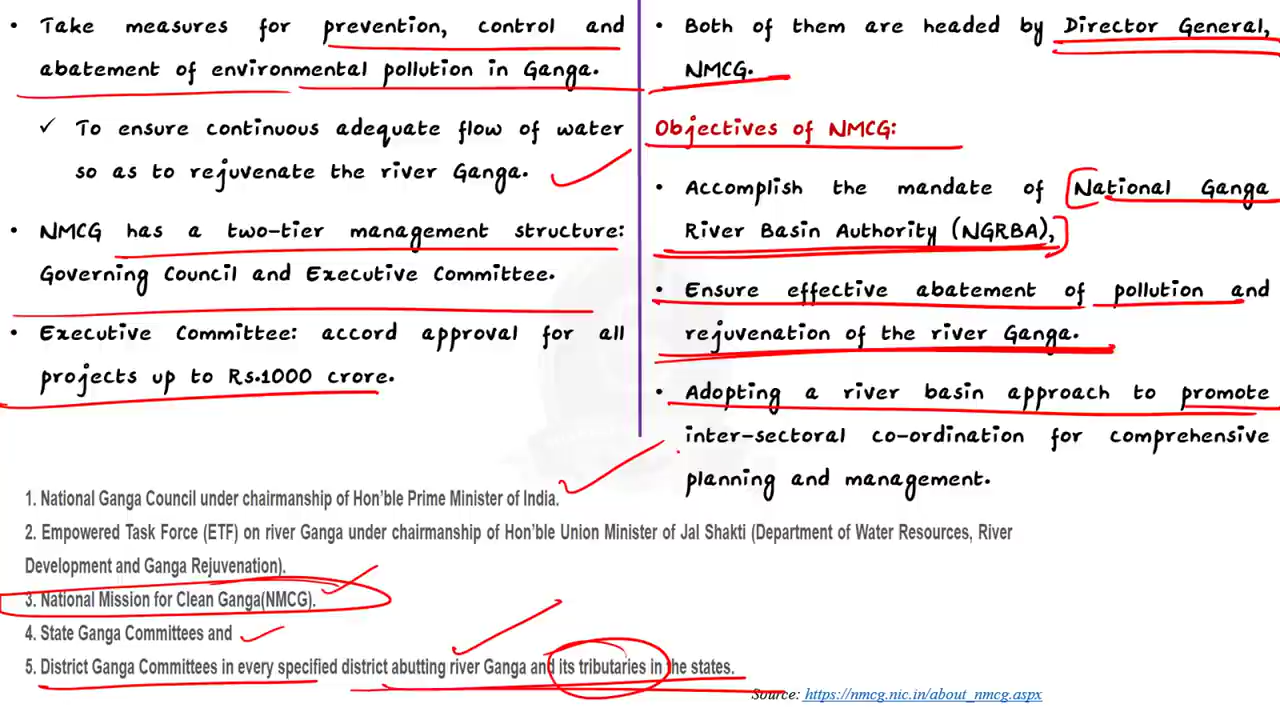 • Take measures for prevention, control and
abatement of environmental pollution in Ganga.
✓ To ensure continuous adequate flow of water
so as to rejuvenate the river Ganga.
• NMCG has a two-tier management structure:
Governing Council and Executive Committee.
• Executive Committee: accord approval for all
projects up to Rs.1000 crore.
• Both of them are headed by Director General,
NMCG.
Objectives of NMCG:
• Accomplish the mandate of National Ganga
River Basin Authority (NGRBA),
• Ensure effective abatement of pollution and
rejuvenation of the river Ganga.
• Adopting a river basin approach to promote
inter-sectoral co-ordination for comprehensive
planning and management.
1. National Ganga Council under chairmanship of Hon'ble Prime Minister of India.
2. Empowered Task Force (ETF) on river Ganga under chairmanship of Hon'ble Union Minister of Jal Shakti (Department of Water Resources, River
Development and Ganga Rejuvenation).
3. National Mission for Clean Ganga(NMCG).
4. State Ganga Committees and
5. District Ganga Committees in every specified district abutting river Ganga and its tributaries in the states.
Source: https://nmcg.nic.in/about_nmcg.aspx